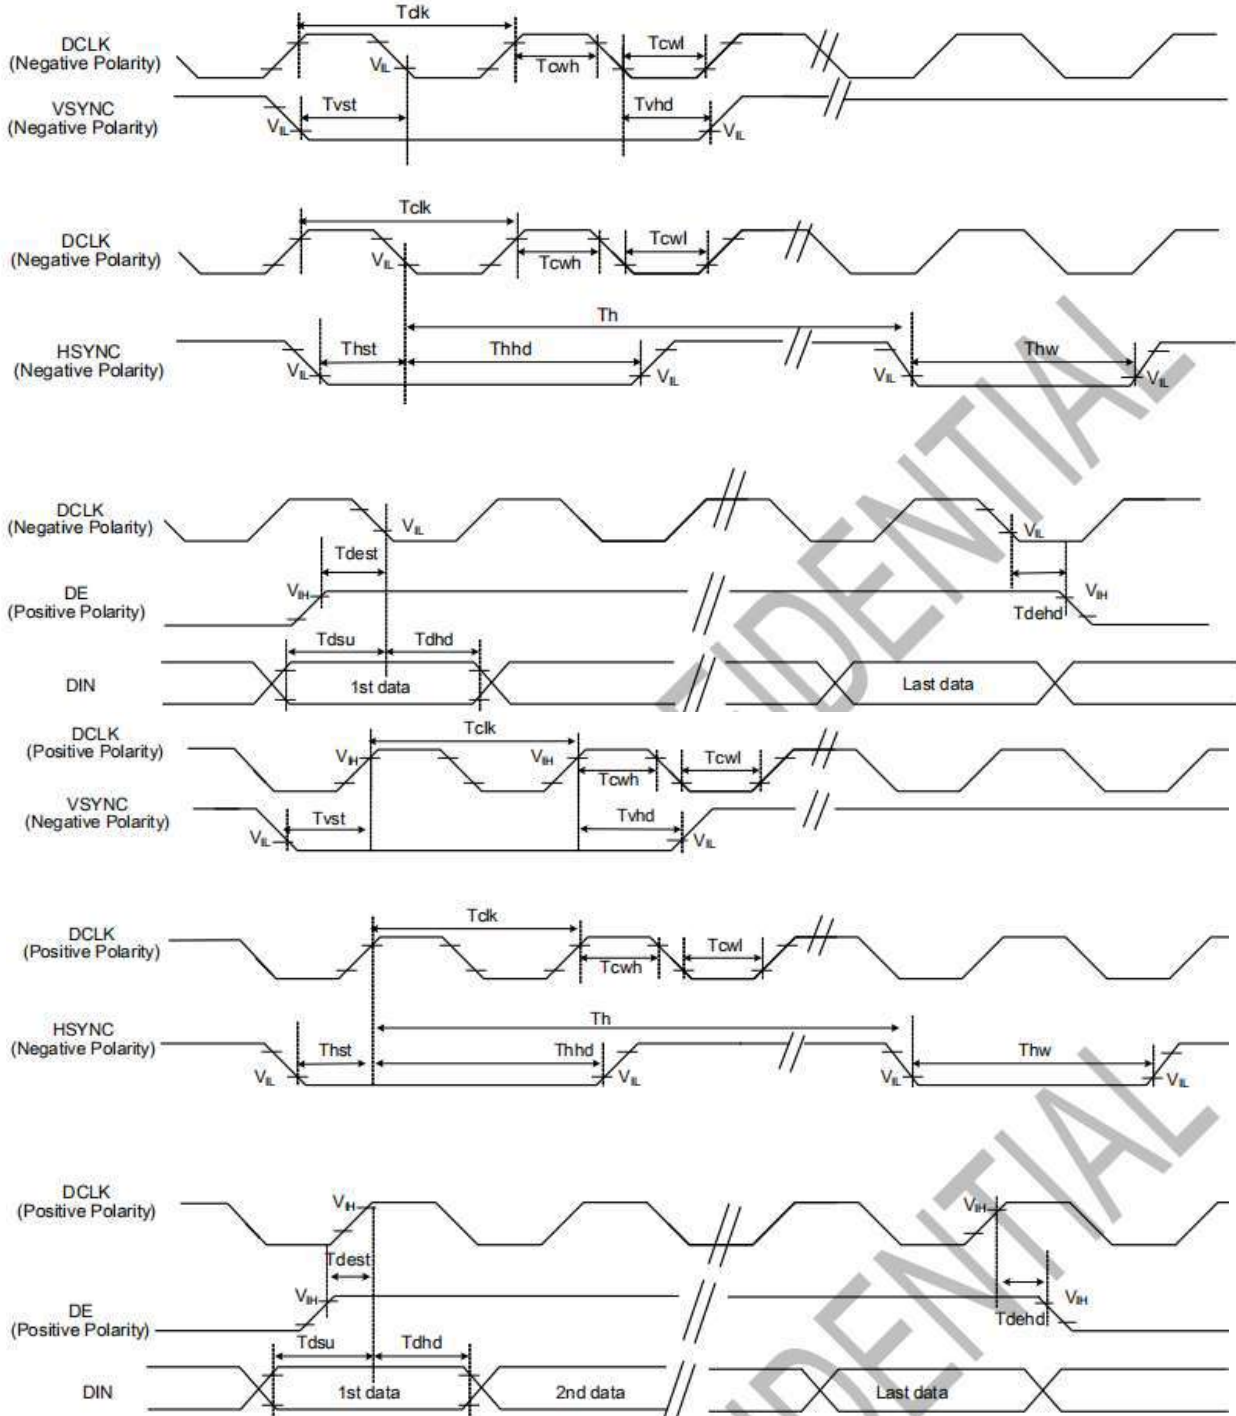 Tclk
DCLK
(Negative Polarity)
VIL
Tcwh
Tcwl
VSYNC
(Negative Polarity)
VIL
Tvst
Tvhd
VIL
Tclk
DCLK
(Negative Polarity)
VIL
Tcwh
Tcwl
Th
HSYNC
(Negative Polarity)
VIL
Thst
Thhd
VIL
VIL
Thw
VIL
DCLK
(Negative Polarity)
VIL
VIL
Tdest
DE
(Positive Polarity)
VIH
VIH
Tdehd
Tdsu
Tdhd
DIN
1st data
Last data
FIDENTIAL
Tclk
DCLK
(Positive Polarity)
VIH
VIH
Tcwh
Tcwl
VSYNC
(Negative Polarity)
VIL
Tvst
Tvhd
VIL
Tclk
DCLK
(Positive Polarity)
Tcwh
Tcwl
Th
HSYNC
(Negative Polarity)
VIL
Thst
Thhd
VIL
VIL
Thw
VIL
DCLK
(Positive Polarity)
VIH
VIH
Tdest
DE
(Positive Polarity)
VIH
Tdehd
VIH
Tdsu
Tdhd
DIN
1st data
2nd data
Last data
FIDENTIAL